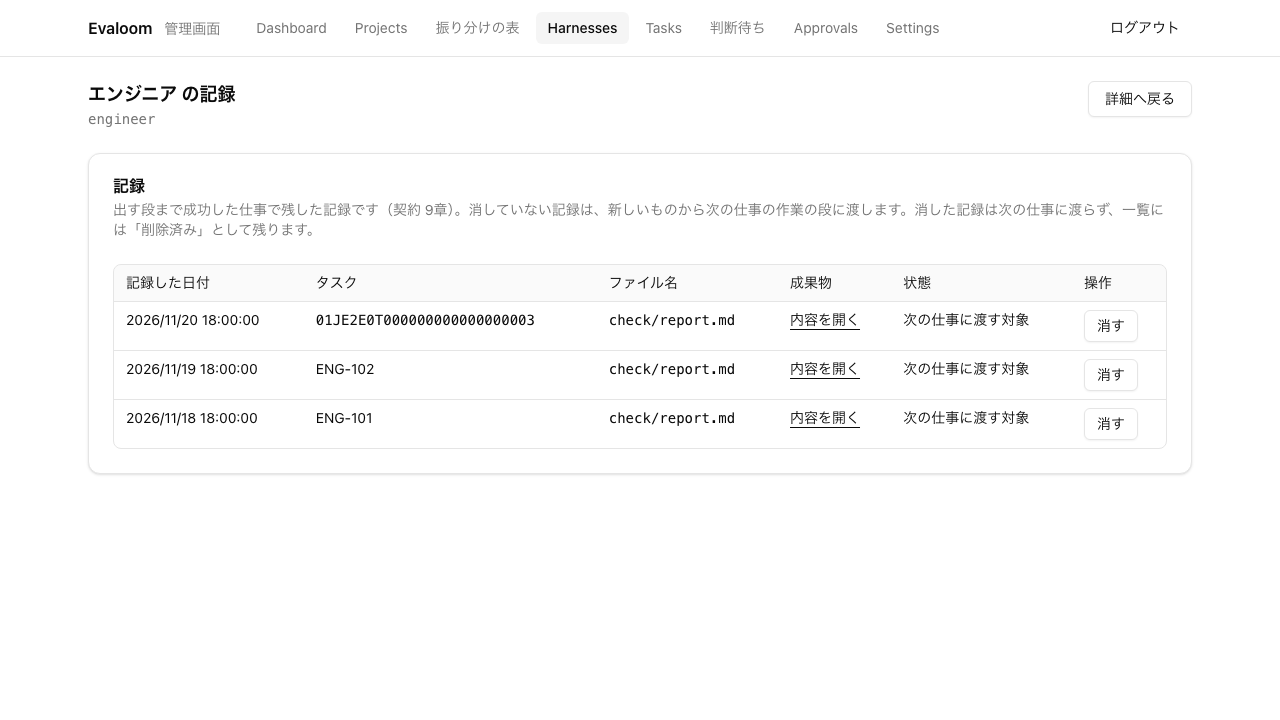 Evaloom 管理画面 Dashboard Projects 振り分けの表 Harnesses Tasks 判断待ち Approvals Settings ログアウト
エンジニア の記録
engineer
詳細へ戻る
記録
出す段まで成功した仕事で残した記録です（契約 9章）。消していない記録は、新しいものから次の仕事の作業の段に渡します。消した記録は次の仕事に渡らず、一覧に
は「削除済み」として残ります。
記録した日付 タスク ファイル名 成果物 状態 操作
2026/11/20 18:00:00 01JE2E0T000000000000000003 check/report.md 内容を開く 次の仕事に渡す対象 消す
2026/11/19 18:00:00 ENG-102 check/report.md 内容を開く 次の仕事に渡す対象 消す
2026/11/18 18:00:00 ENG-101 check/report.md 内容を開く 次の仕事に渡す対象 消す